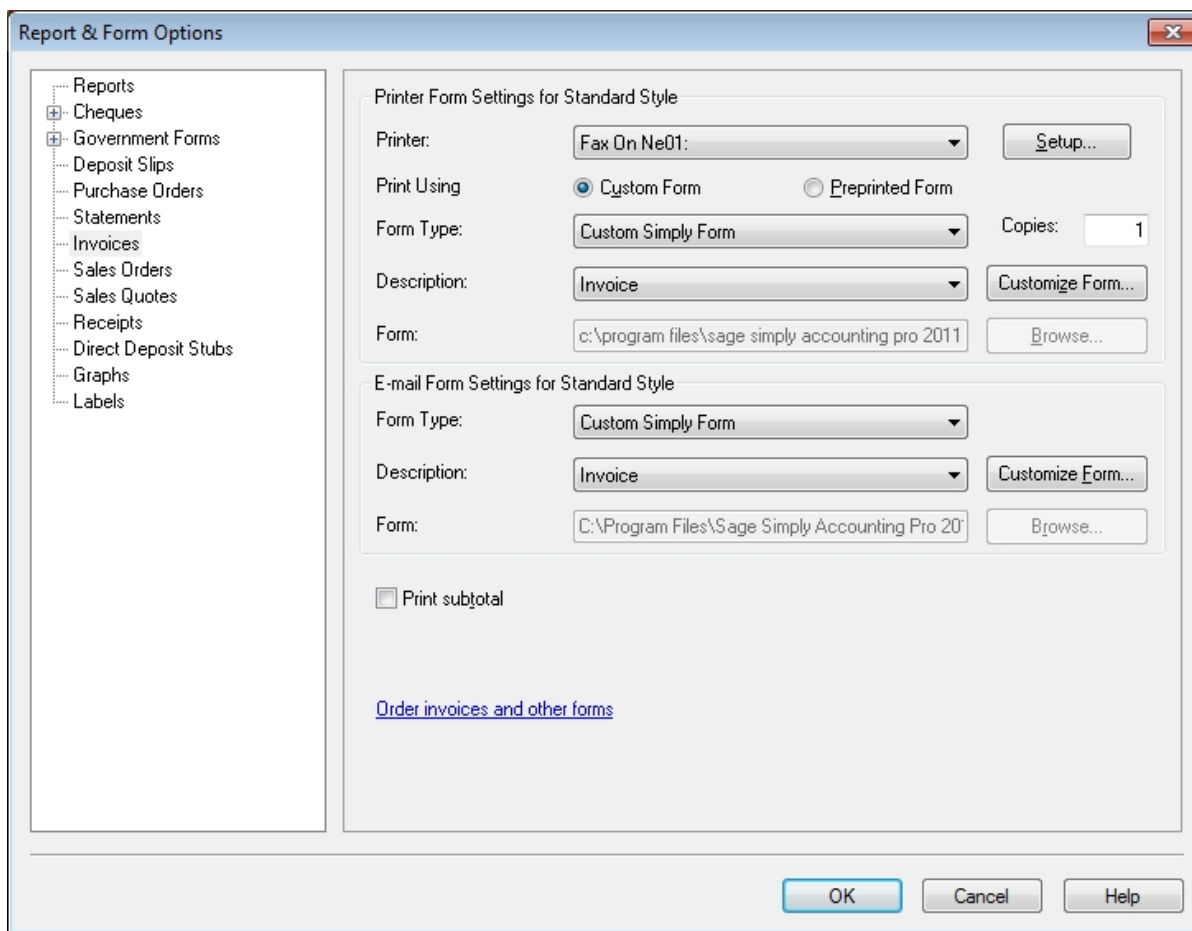 Report & Form Options
Reports
Cheques
Government Forms
Deposit Slips
Purchase Orders
Statements
Invoices
Sales Orders
Sales Quotes
Receipts
Direct Deposit Stubs
Graphs
Labels
Printer Form Settings for Standard Style
Printer: Fax On Ne01: Setup...
Print Using Custom Form Preprinted Form
Form Type: Custom Simply Form Copies: 1
Description: Invoice Customize Form...
Form: c:\program files\sage simply accounting pro 2011 Browse...
E-mail Form Settings for Standard Style
Form Type: Custom Simply Form
Description: Invoice Customize Form...
Form: C:\Program Files\Sage Simply Accounting Pro 20 Browse...
Print subtotal
Order invoices and other forms
OK Cancel Help